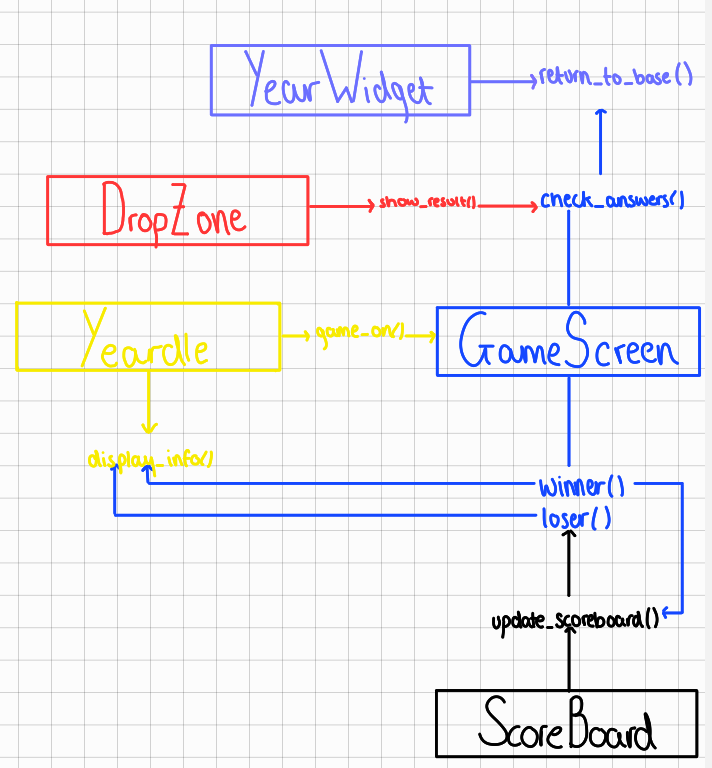 YearWidget
return_to_base()
DropZone
show_result()
check_answers()
Yeardle
game_on()
GameScreen
display_info()
winner()
loser()
update_scoreboard()
ScoreBoard